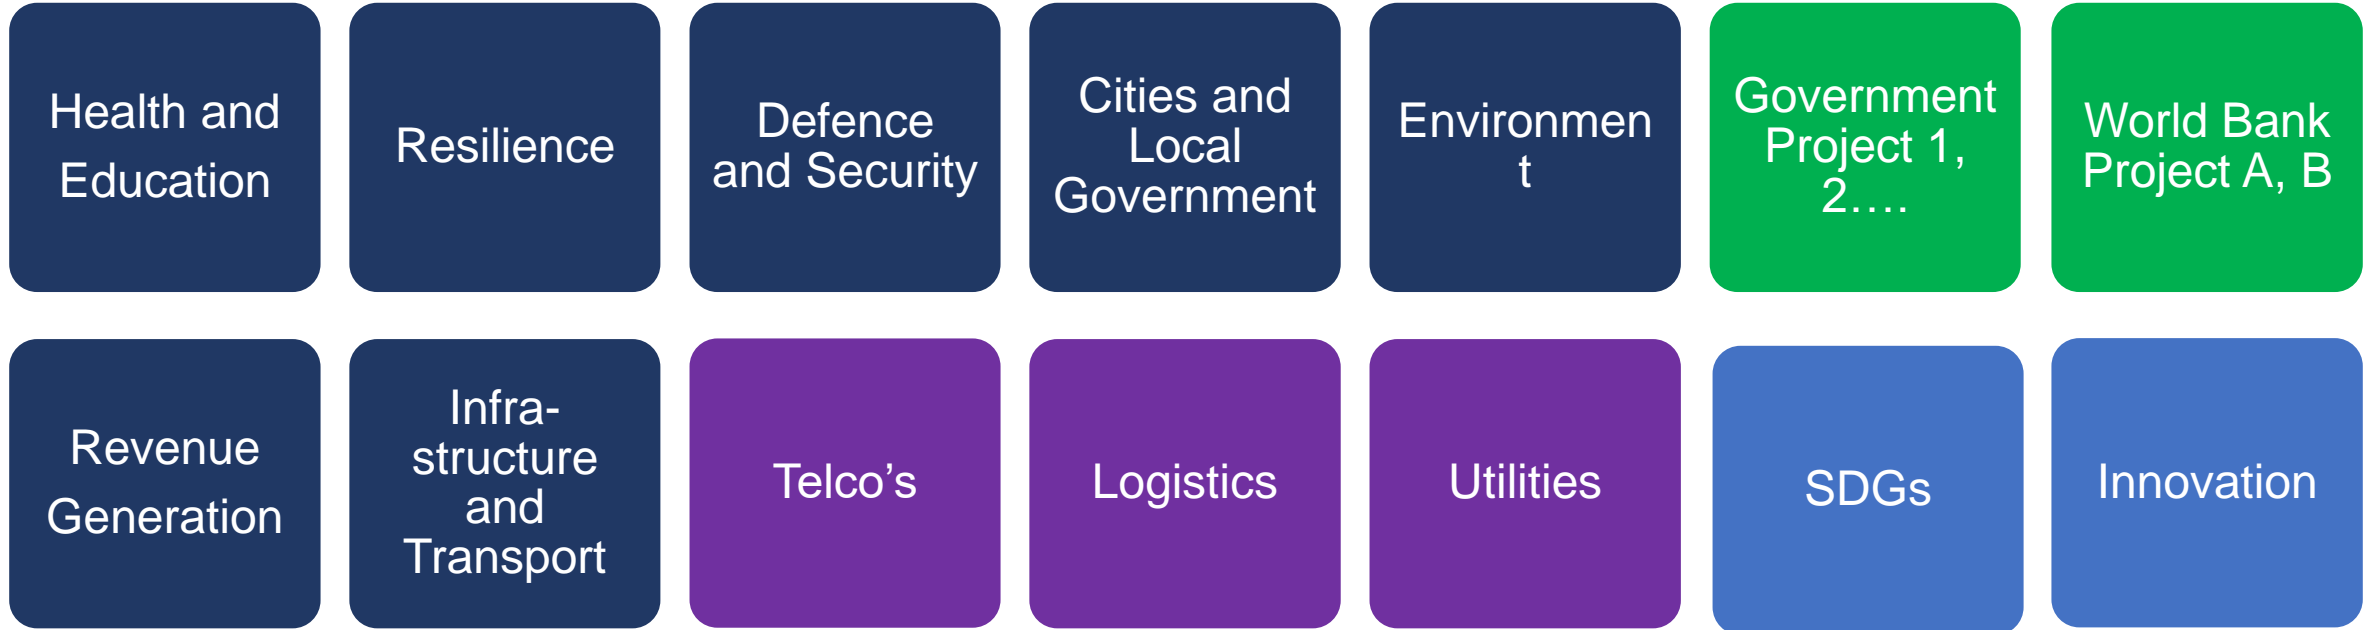 Health and
Education
Resilience
Defence
and Security
Cities and
Local
Government
Environmen
t
Government
Project 1,
2....
World Bank
Project A, B
Revenue
Generation
Infra-
structure
and
Transport
Telco’s
Logistics
Utilities
SDGs
Innovation